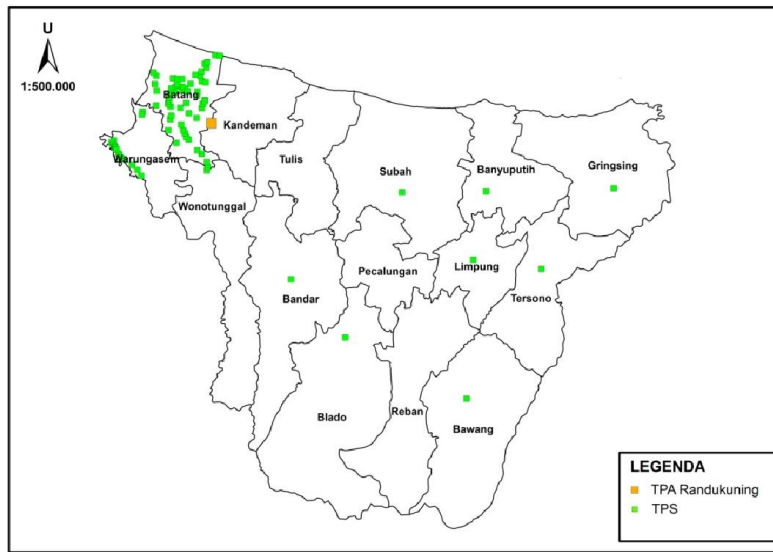 U
1:500.000
Batang
Kandeman
Warungasem
Tulis
Subah
Banyuputih
Gringsing
Wonotunggal
Pecalungan
Limpung
Bandar
Tersono
Blado
Reban
Bawang
LEGENDA
TPA Randukuning
TPS